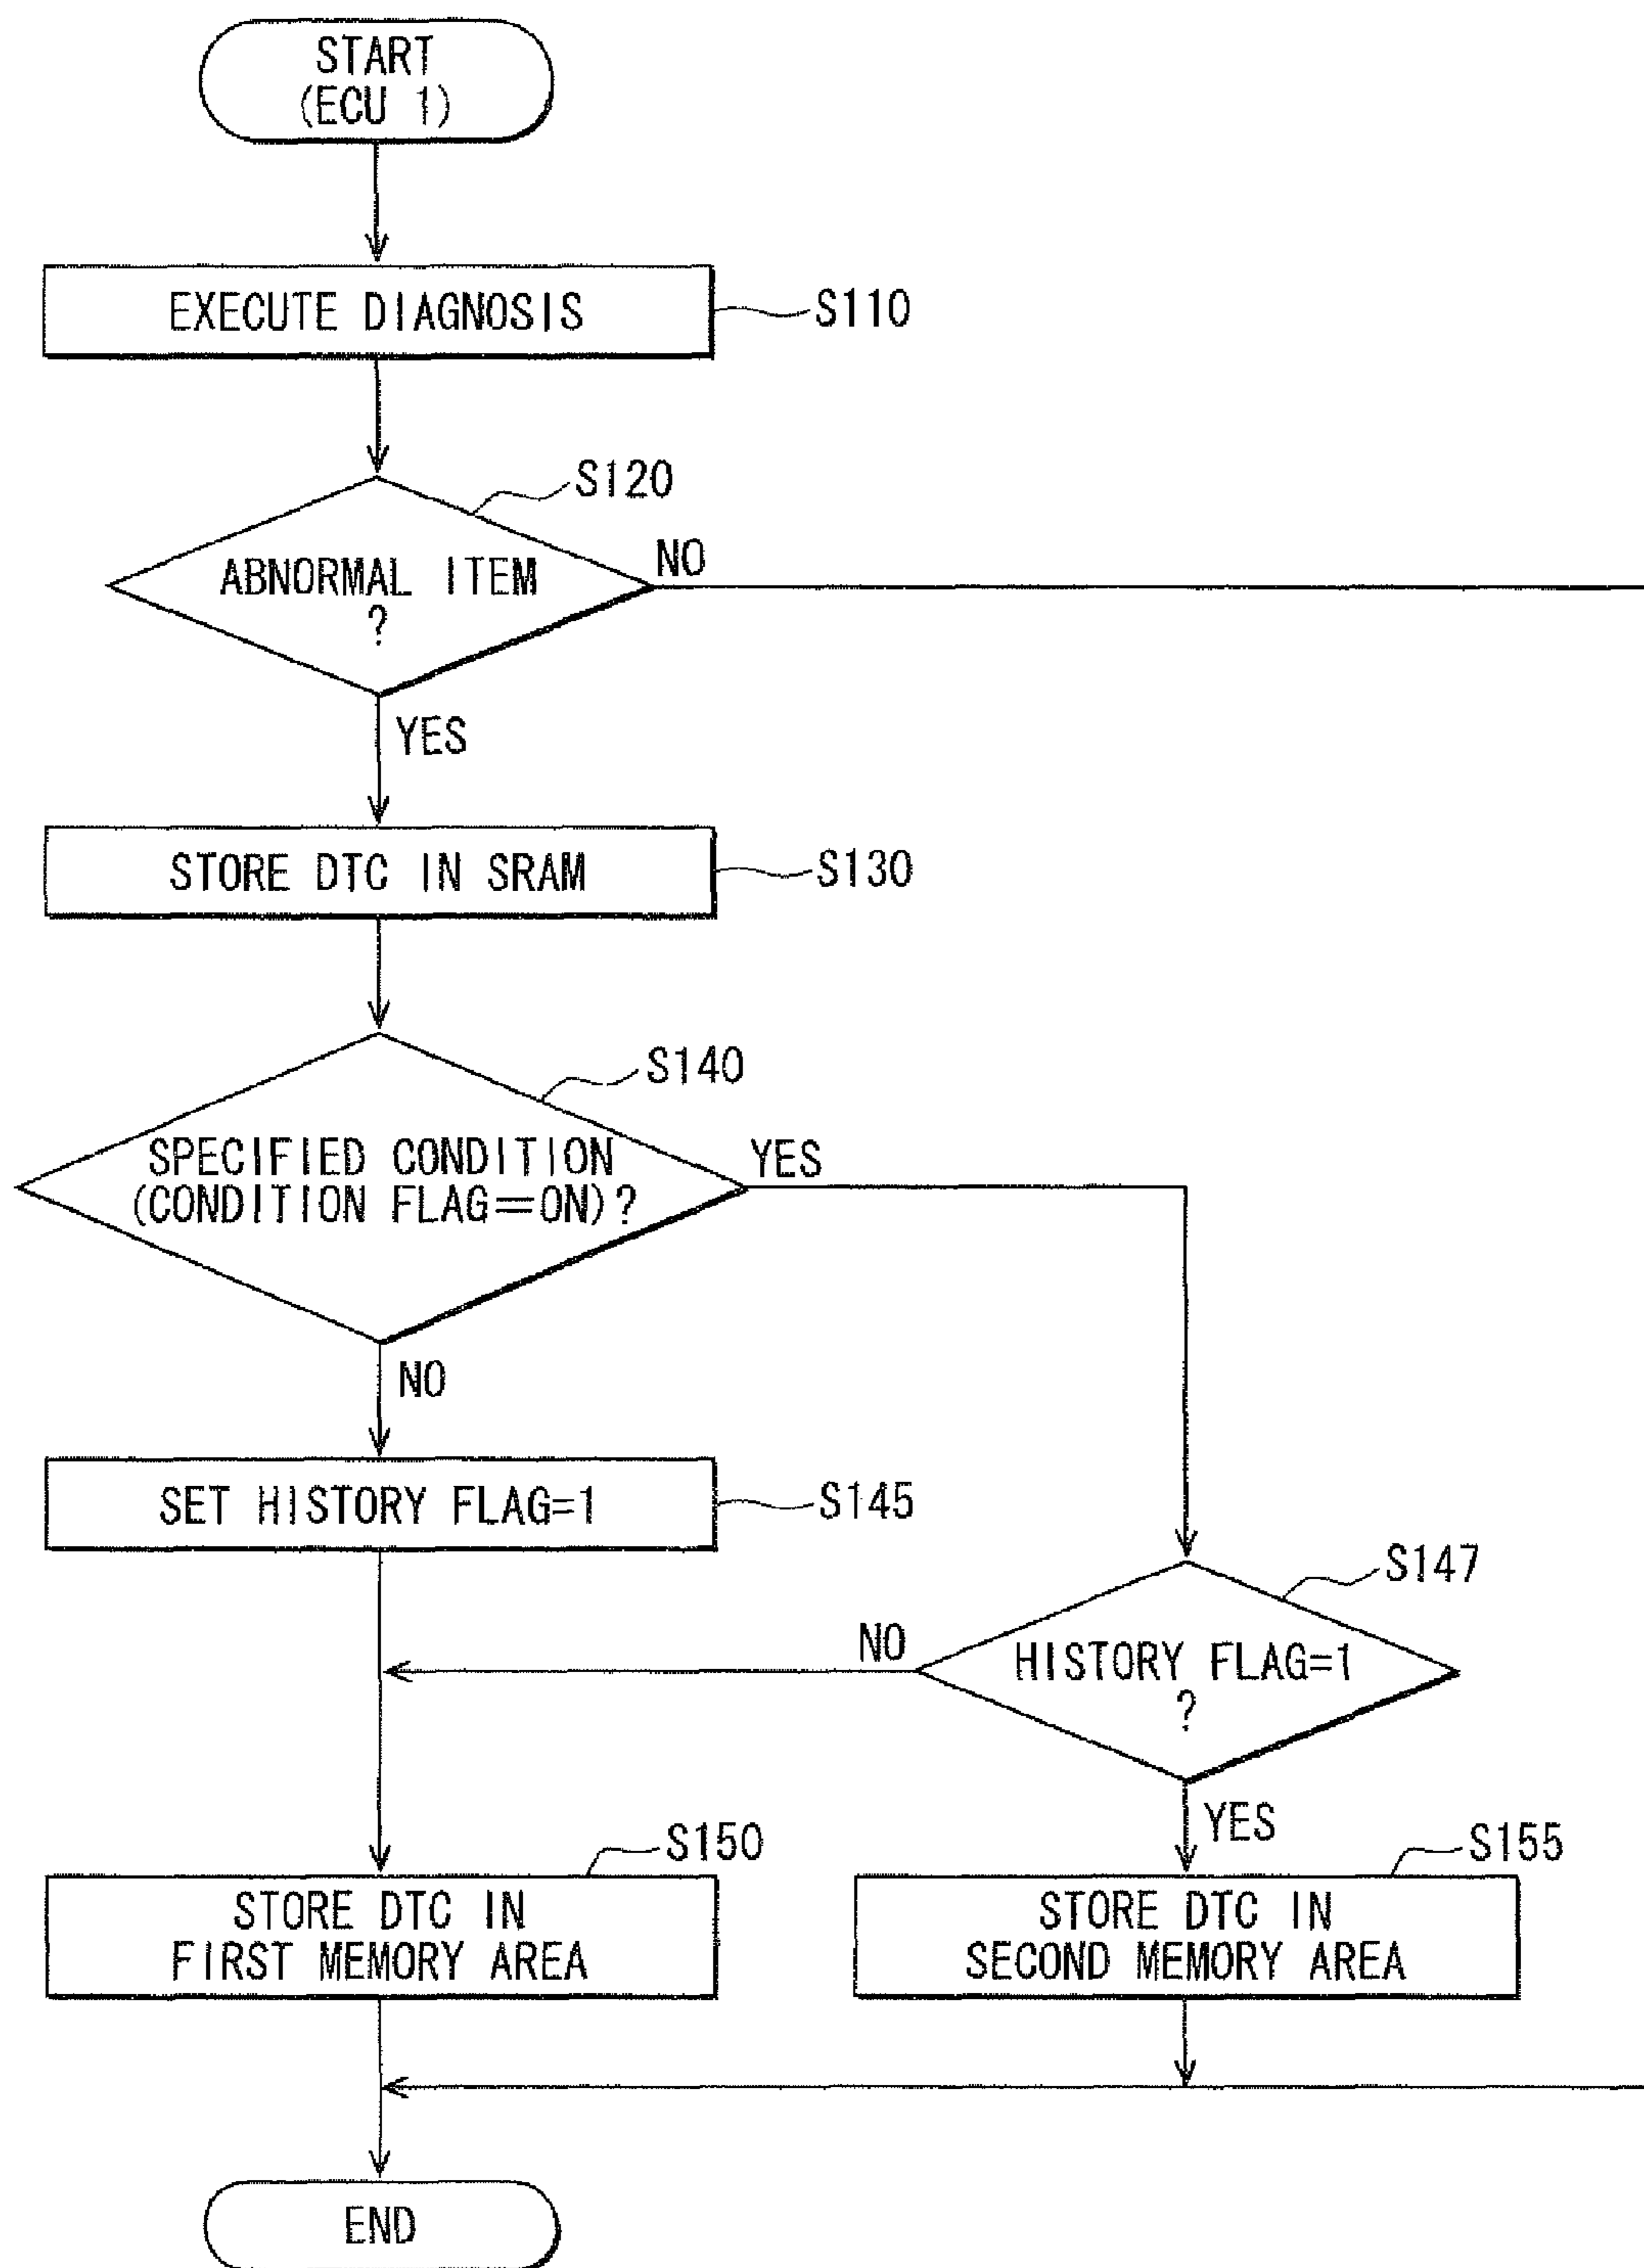 START
(ECU 1)
EXECUTE DIAGNOSIS
S110
S120
ABNORMAL ITEM
?
NO
YES
STORE DTC IN SRAM
S130
S140
SPECIFIED CONDITION
(CONDITION FLAG=ON)?
YES
NO
SET HISTORY FLAG=1
S145
S147
HISTORY FLAG=1
?
NO
YES
S150
STORE DTC IN
FIRST MEMORY AREA
S155
STORE DTC IN
SECOND MEMORY AREA
END